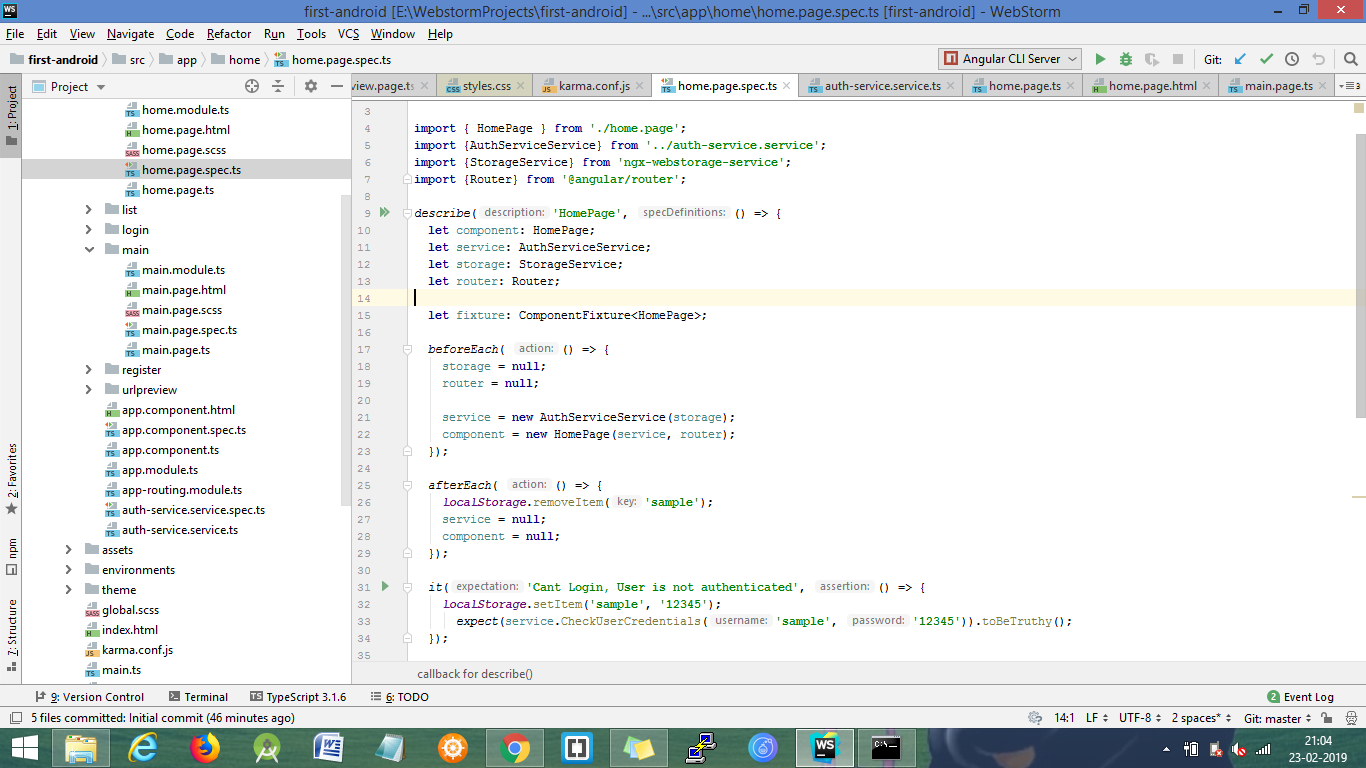 first-android [E:\WebstormProjects\first-android] - ...\src\app\home\home.page.spec.ts [first-android] - WebStorm
File Edit View Navigate Code Refactor Run Tools VCS Window Help
first-android src app home home.page.spec.ts
Angular CLI Server Git:
1: Project
2: Favorites
npm
7: Structure
Project
home.module.ts
home.page.html
home.page.scss
home.page.spec.ts
home.page.ts
list
login
main
main.module.ts
main.page.html
main.page.scss
main.page.spec.ts
main.page.ts
register
urlpreview
app.component.html
app.component.spec.ts
app.component.ts
app.module.ts
app-routing.module.ts
auth-service.service.spec.ts
auth-service.service.ts
assets
environments
theme
global.scss
index.html
karma.conf.js
main.ts
view.page.ts styles.css karma.conf.js home.page.spec.ts auth-service.service.ts home.page.ts home.page.html main.page.ts 3
3
4 import { HomePage } from './home.page';
5 import {AuthServiceService} from '../auth-service.service';
6 import {StorageService} from 'ngx-webstorage-service';
7 import {Router} from '@angular/router';
8
9 describe( description: 'HomePage', specDefinitions: () => {
10 let component: HomePage;
11 let service: AuthServiceService;
12 let storage: StorageService;
13 let router: Router;
14
15 let fixture: ComponentFixture<HomePage>;
16
17 beforeEach( action: () => {
18 storage = null;
19 router = null;
20
21 service = new AuthServiceService(storage);
22 component = new HomePage(service, router);
23 });
24
25 afterEach( action: () => {
26 localStorage.removeItem( key: 'sample');
27 service = null;
28 component = null;
29 });
30
31 it( expectation: 'Cant Login, User is not authenticated', assertion: () => {
32 localStorage.setItem('sample', '12345');
33 expect(service.CheckUserCredentials( username: 'sample', password: '12345')).toBeTruthy();
34 });
35
callback for describe()
9: Version Control Terminal TypeScript 3.1.6 6: TODO 2 Event Log
5 files committed: Initial commit (46 minutes ago) 14:1 LF UTF-8 2 spaces* Git: master
21:04
23-02-2019